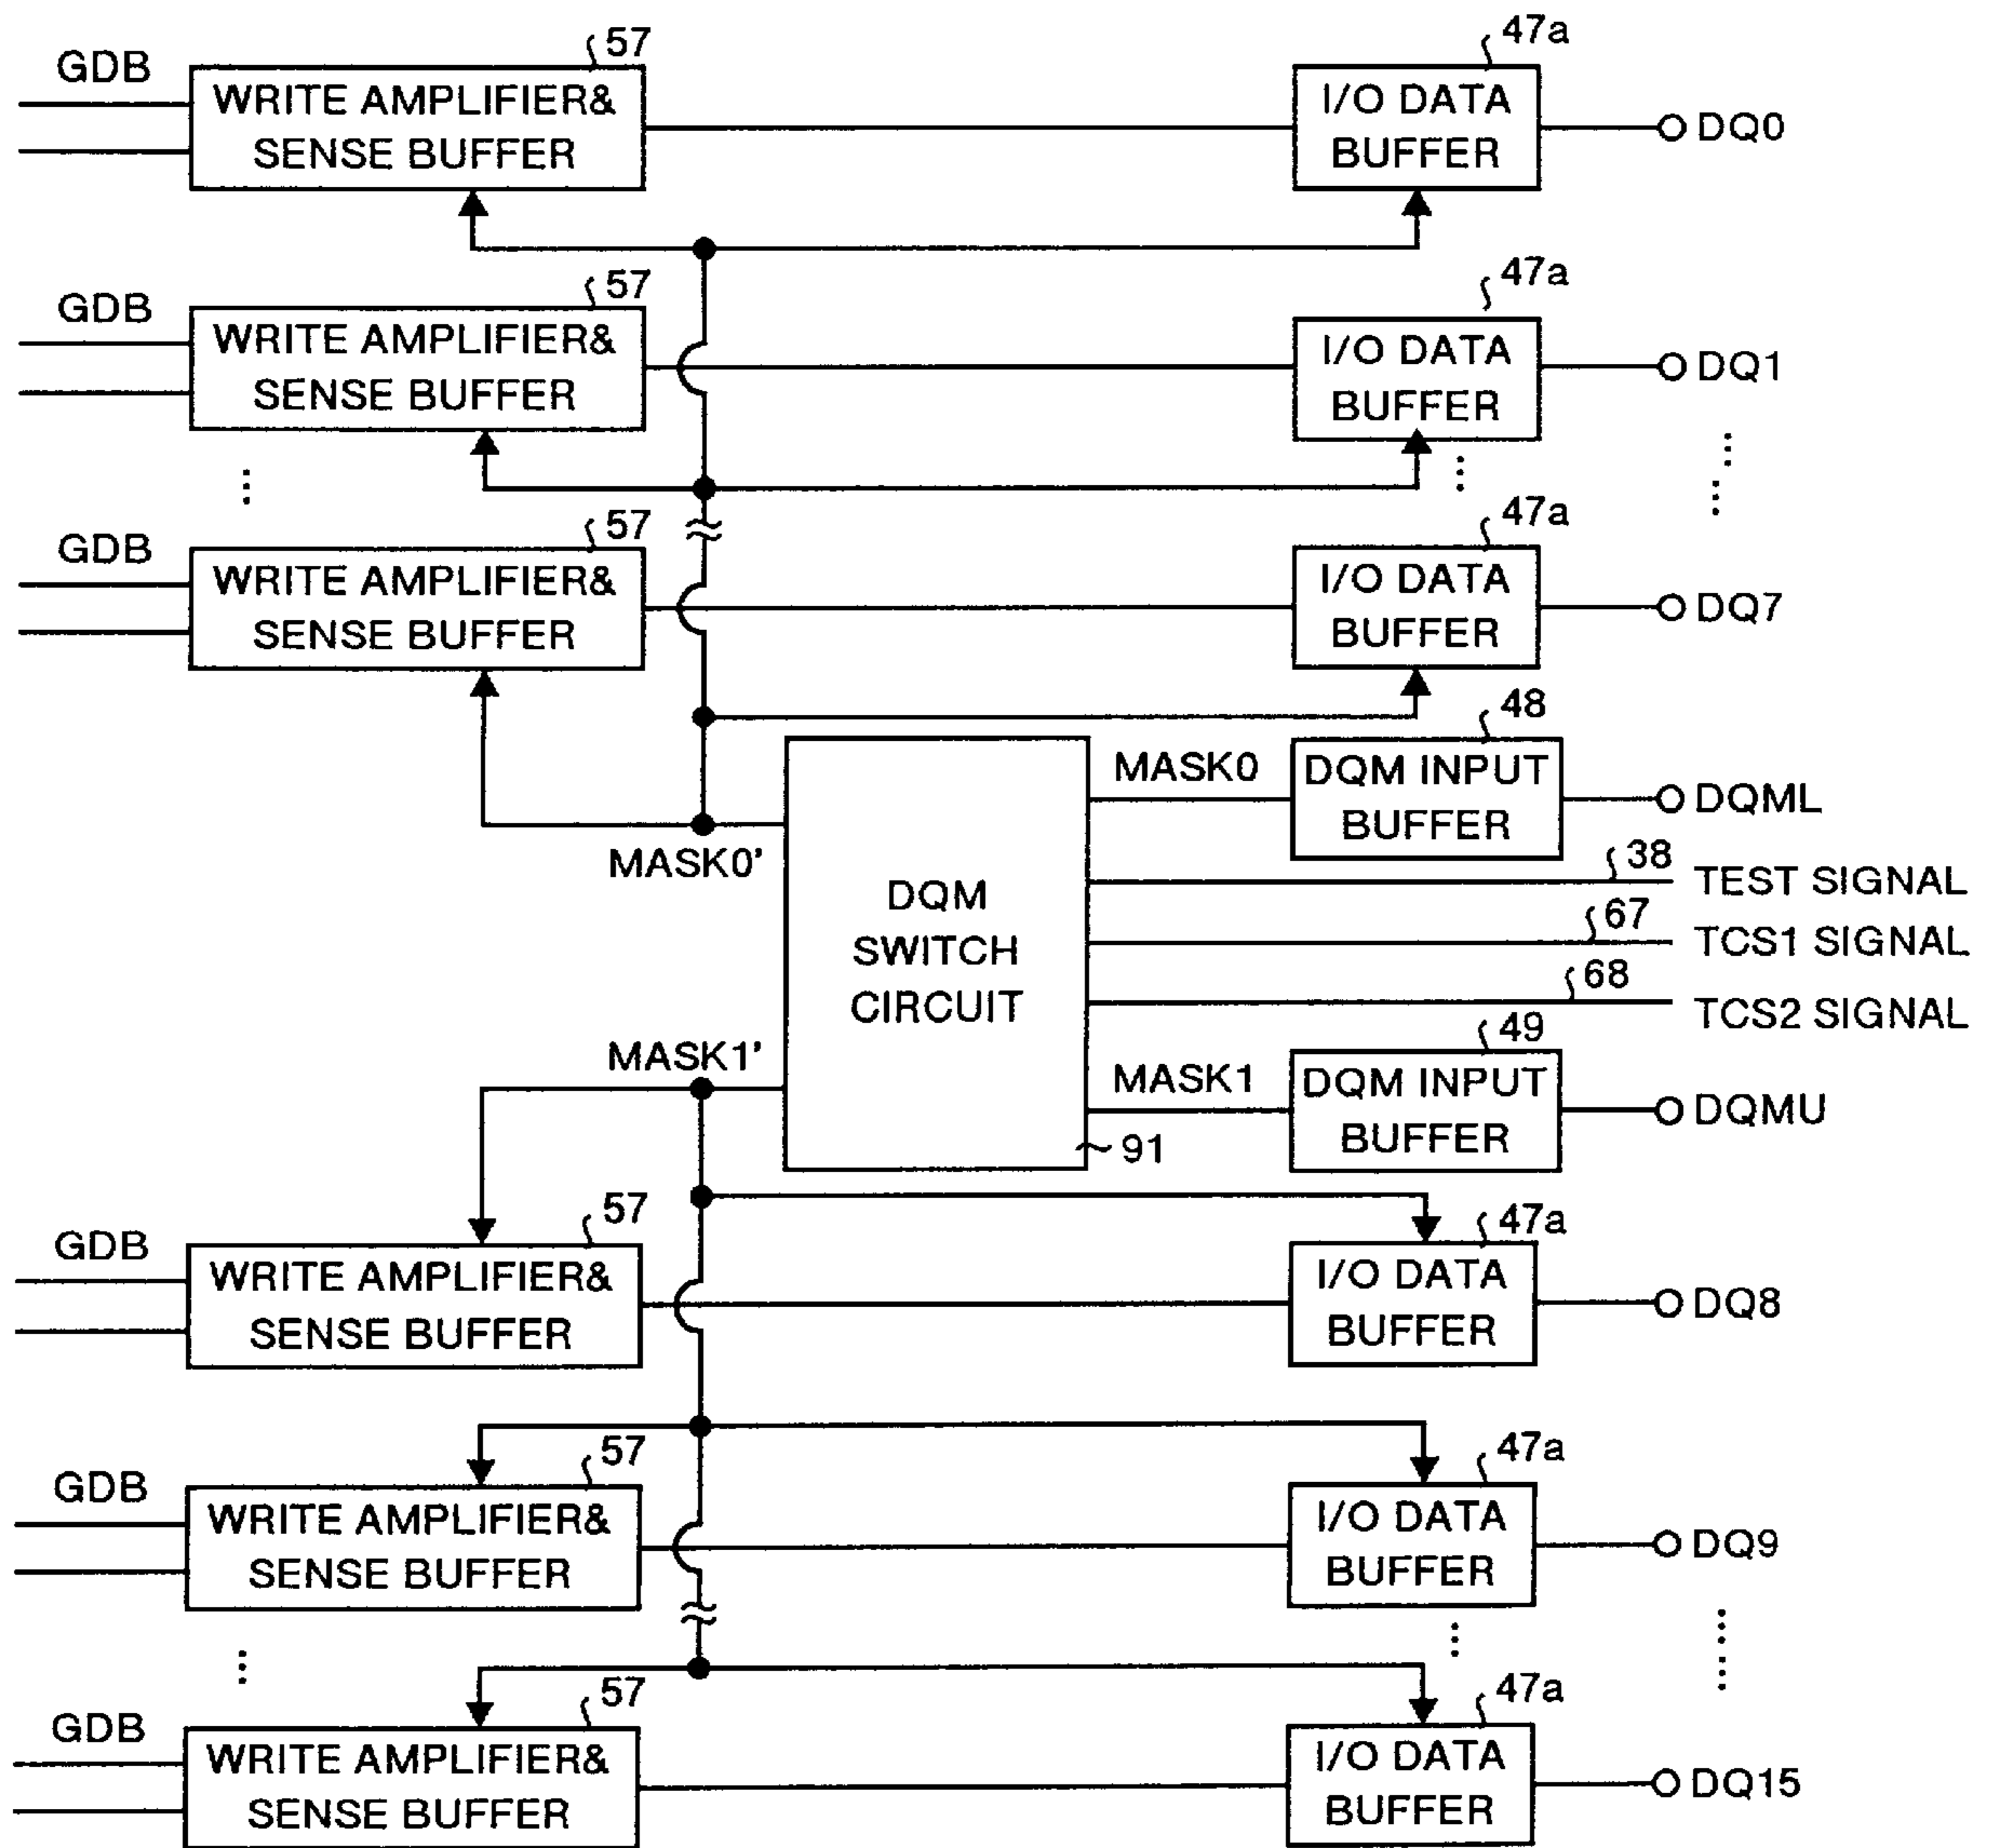 57
47a
GDB
WRITE AMPLIFIER&
SENSE BUFFER
I/O DATA
BUFFER
DQ0
57
47a
GDB
WRITE AMPLIFIER&
SENSE BUFFER
I/O DATA
BUFFER
DQ1
57
47a
GDB
WRITE AMPLIFIER&
SENSE BUFFER
I/O DATA
BUFFER
DQ7
48
MASK0
DQM INPUT
BUFFER
DQML
MASK0'
DQM
SWITCH
CIRCUIT
38
TEST SIGNAL
67
TCS1 SIGNAL
68
TCS2 SIGNAL
49
MASK1'
MASK1
DQM INPUT
BUFFER
DQMU
91
57
47a
GDB
WRITE AMPLIFIER&
SENSE BUFFER
I/O DATA
BUFFER
DQ8
57
47a
GDB
WRITE AMPLIFIER&
SENSE BUFFER
I/O DATA
BUFFER
DQ9
57
47a
GDB
WRITE AMPLIFIER&
SENSE BUFFER
I/O DATA
BUFFER
DQ15